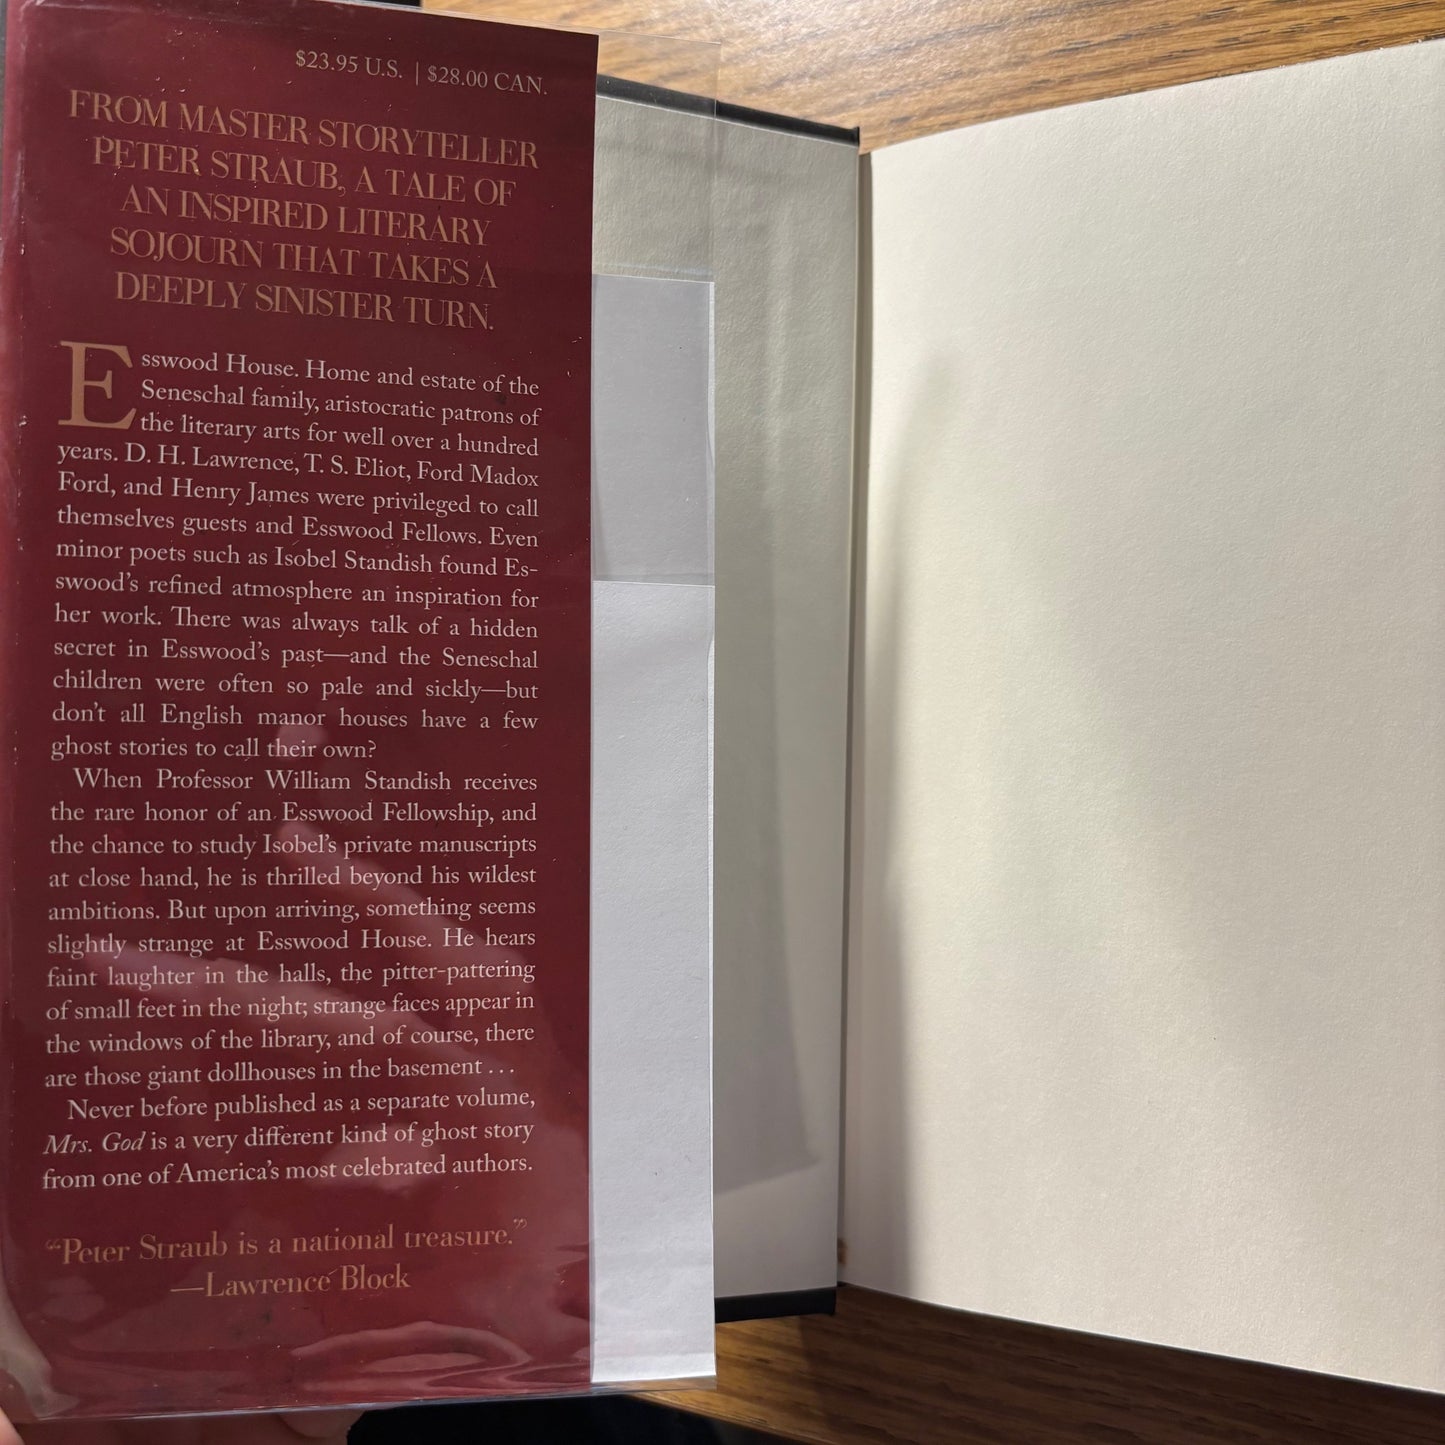 $23.95 U.S. | $28.00 CAN.
FROM MASTER STORYTELLER
PETER STRAUB, A TALE OF
AN INSPIRED LITERARY
SOJOURN THAT TAKES A
DEEPLY SINISTER TURN.
Esswood House. Home and estate of the
Seneschal family, aristocratic patrons of
the literary arts for well over a hundred
years. D. H. Lawrence, T. S. Eliot, Ford Madox
Ford, and Henry James were privileged to call
themselves guests and Esswood Fellows. Even
minor poets such as Isobel Standish found Es-
swood’s refined atmosphere an inspiration for
her work. There was always talk of a hidden
secret in Esswood’s past—and the Seneschal
children were often so pale and sickly—but
don’t all English manor houses have a few
ghost stories to call their own?
When Professor William Standish receives
the rare honor of an Esswood Fellowship, and
the chance to study Isobel’s private manuscripts
at close hand, he is thrilled beyond his wildest
ambitions. But upon arriving, something seems
slightly strange at Esswood House. He hears
faint laughter in the halls, the pitter-pattering
of small feet in the night; strange faces appear in
the windows of the library, and of course, there
are those giant dollhouses in the basement . . .
Never before published as a separate volume,
Mrs. God is a very different kind of ghost story
from one of America’s most celebrated authors.
“Peter Straub is a national treasure.”
—Lawrence Block